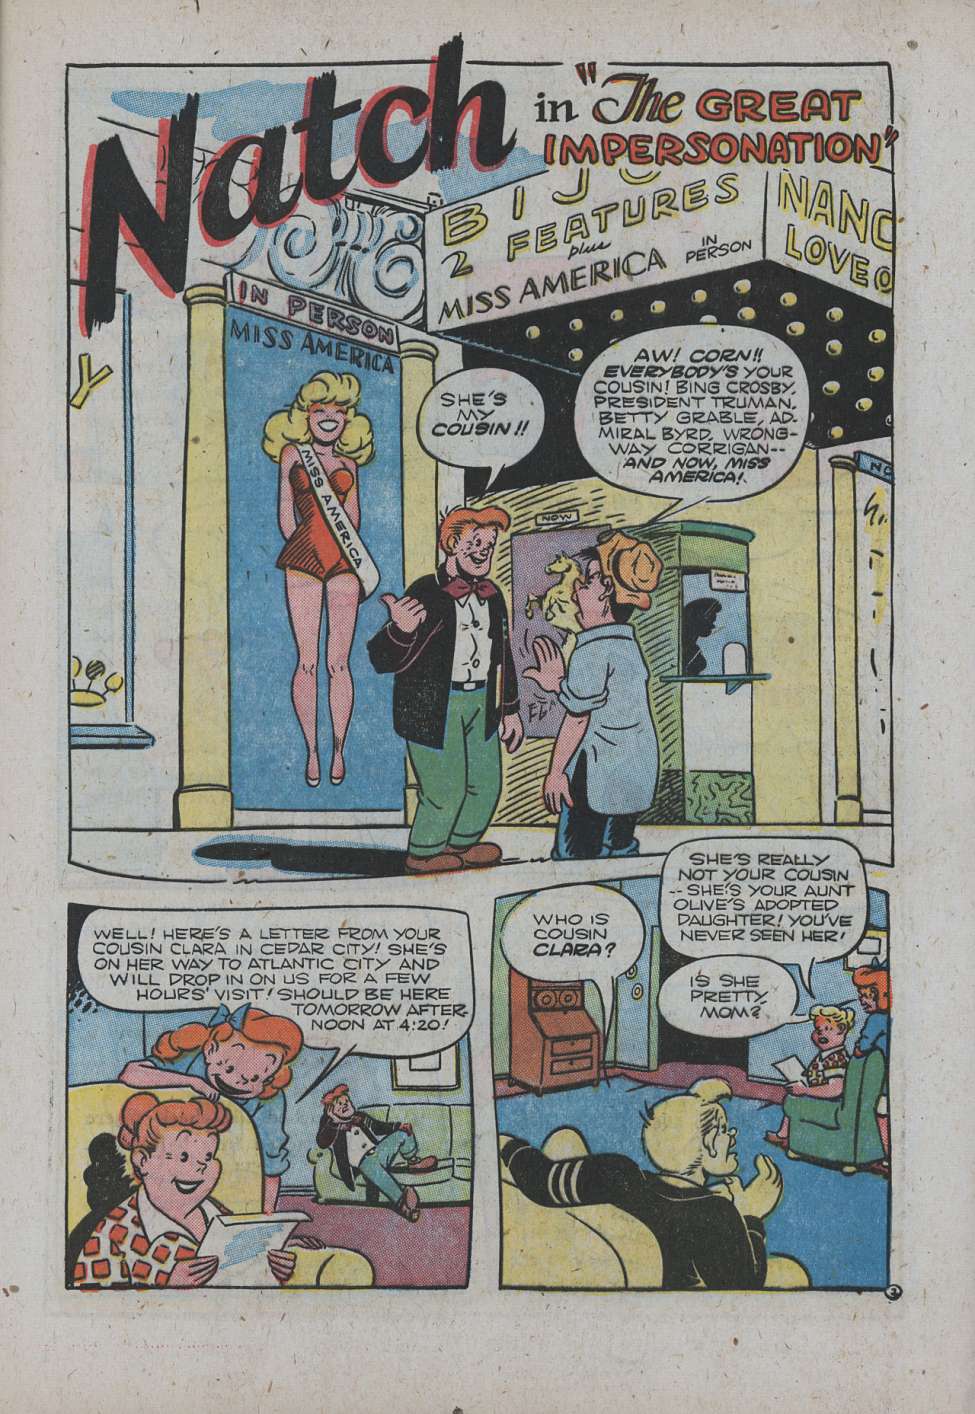 Natch
in "The GREAT
IMPERSONATION"
BIJOU
2 FEATURES
plus
MISS AMERICA IN
PERSON
NANC
LOVE O
IN PERSON
MISS AMERICA
Y
MISS AMERICA
SHE'S
MY
COUSIN!!
AW! CORN!!
EVERYBODY'S YOUR
COUSIN! BING CROSBY,
PRESIDENT TRUMAN,
BETTY GRABLE, AD-
MIRAL BYRD, WRONG-
WAY CORRIGAN--
AND NOW, MISS
AMERICA!
NOW
WELL! HERE'S A LETTER FROM YOUR
COUSIN CLARA IN CEDAR CITY! SHE'S
ON HER WAY TO ATLANTIC CITY AND
WILL DROP IN ON US FOR A FEW
HOURS' VISIT! SHOULD BE HERE
TOMORROW AFTER-
NOON AT 4:20!
WHO IS
COUSIN
CLARA?
SHE'S REALLY
NOT YOUR COUSIN
-- SHE'S YOUR AUNT
OLIVE'S ADOPTED
DAUGHTER! YOU'VE
NEVER SEEN HER!
IS SHE
PRETTY,
MOM?
3